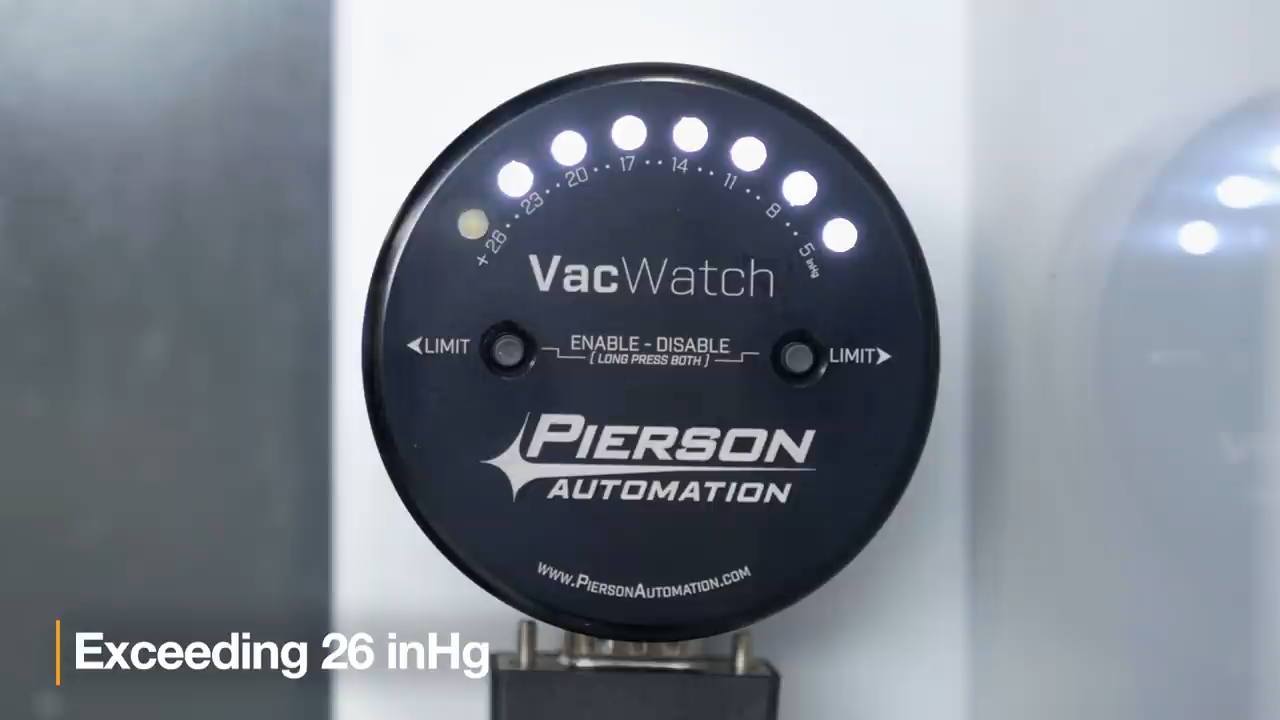 + 26 •• 23 •• 20 •• 17 •• 14 •• 11 •• 8 •• 5 inHg
VacWatch
LIMIT
ENABLE - DISABLE
LIMIT
[ LONG PRESS BOTH ]
PIERSON
AUTOMATION
WWW.PIERSONAUTOMATION.COM
Exceeding 26 inHg